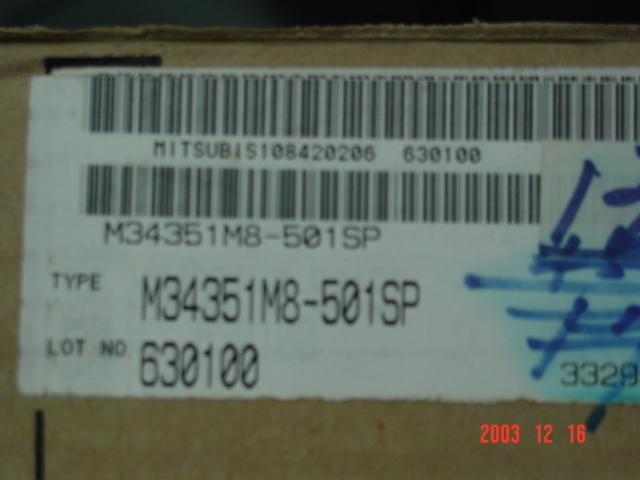 MITSUBIS108420206 630100
M34351M8-501SP
TYPE M34351M8-501SP
LOT NO 630100
3329
2003 12 16